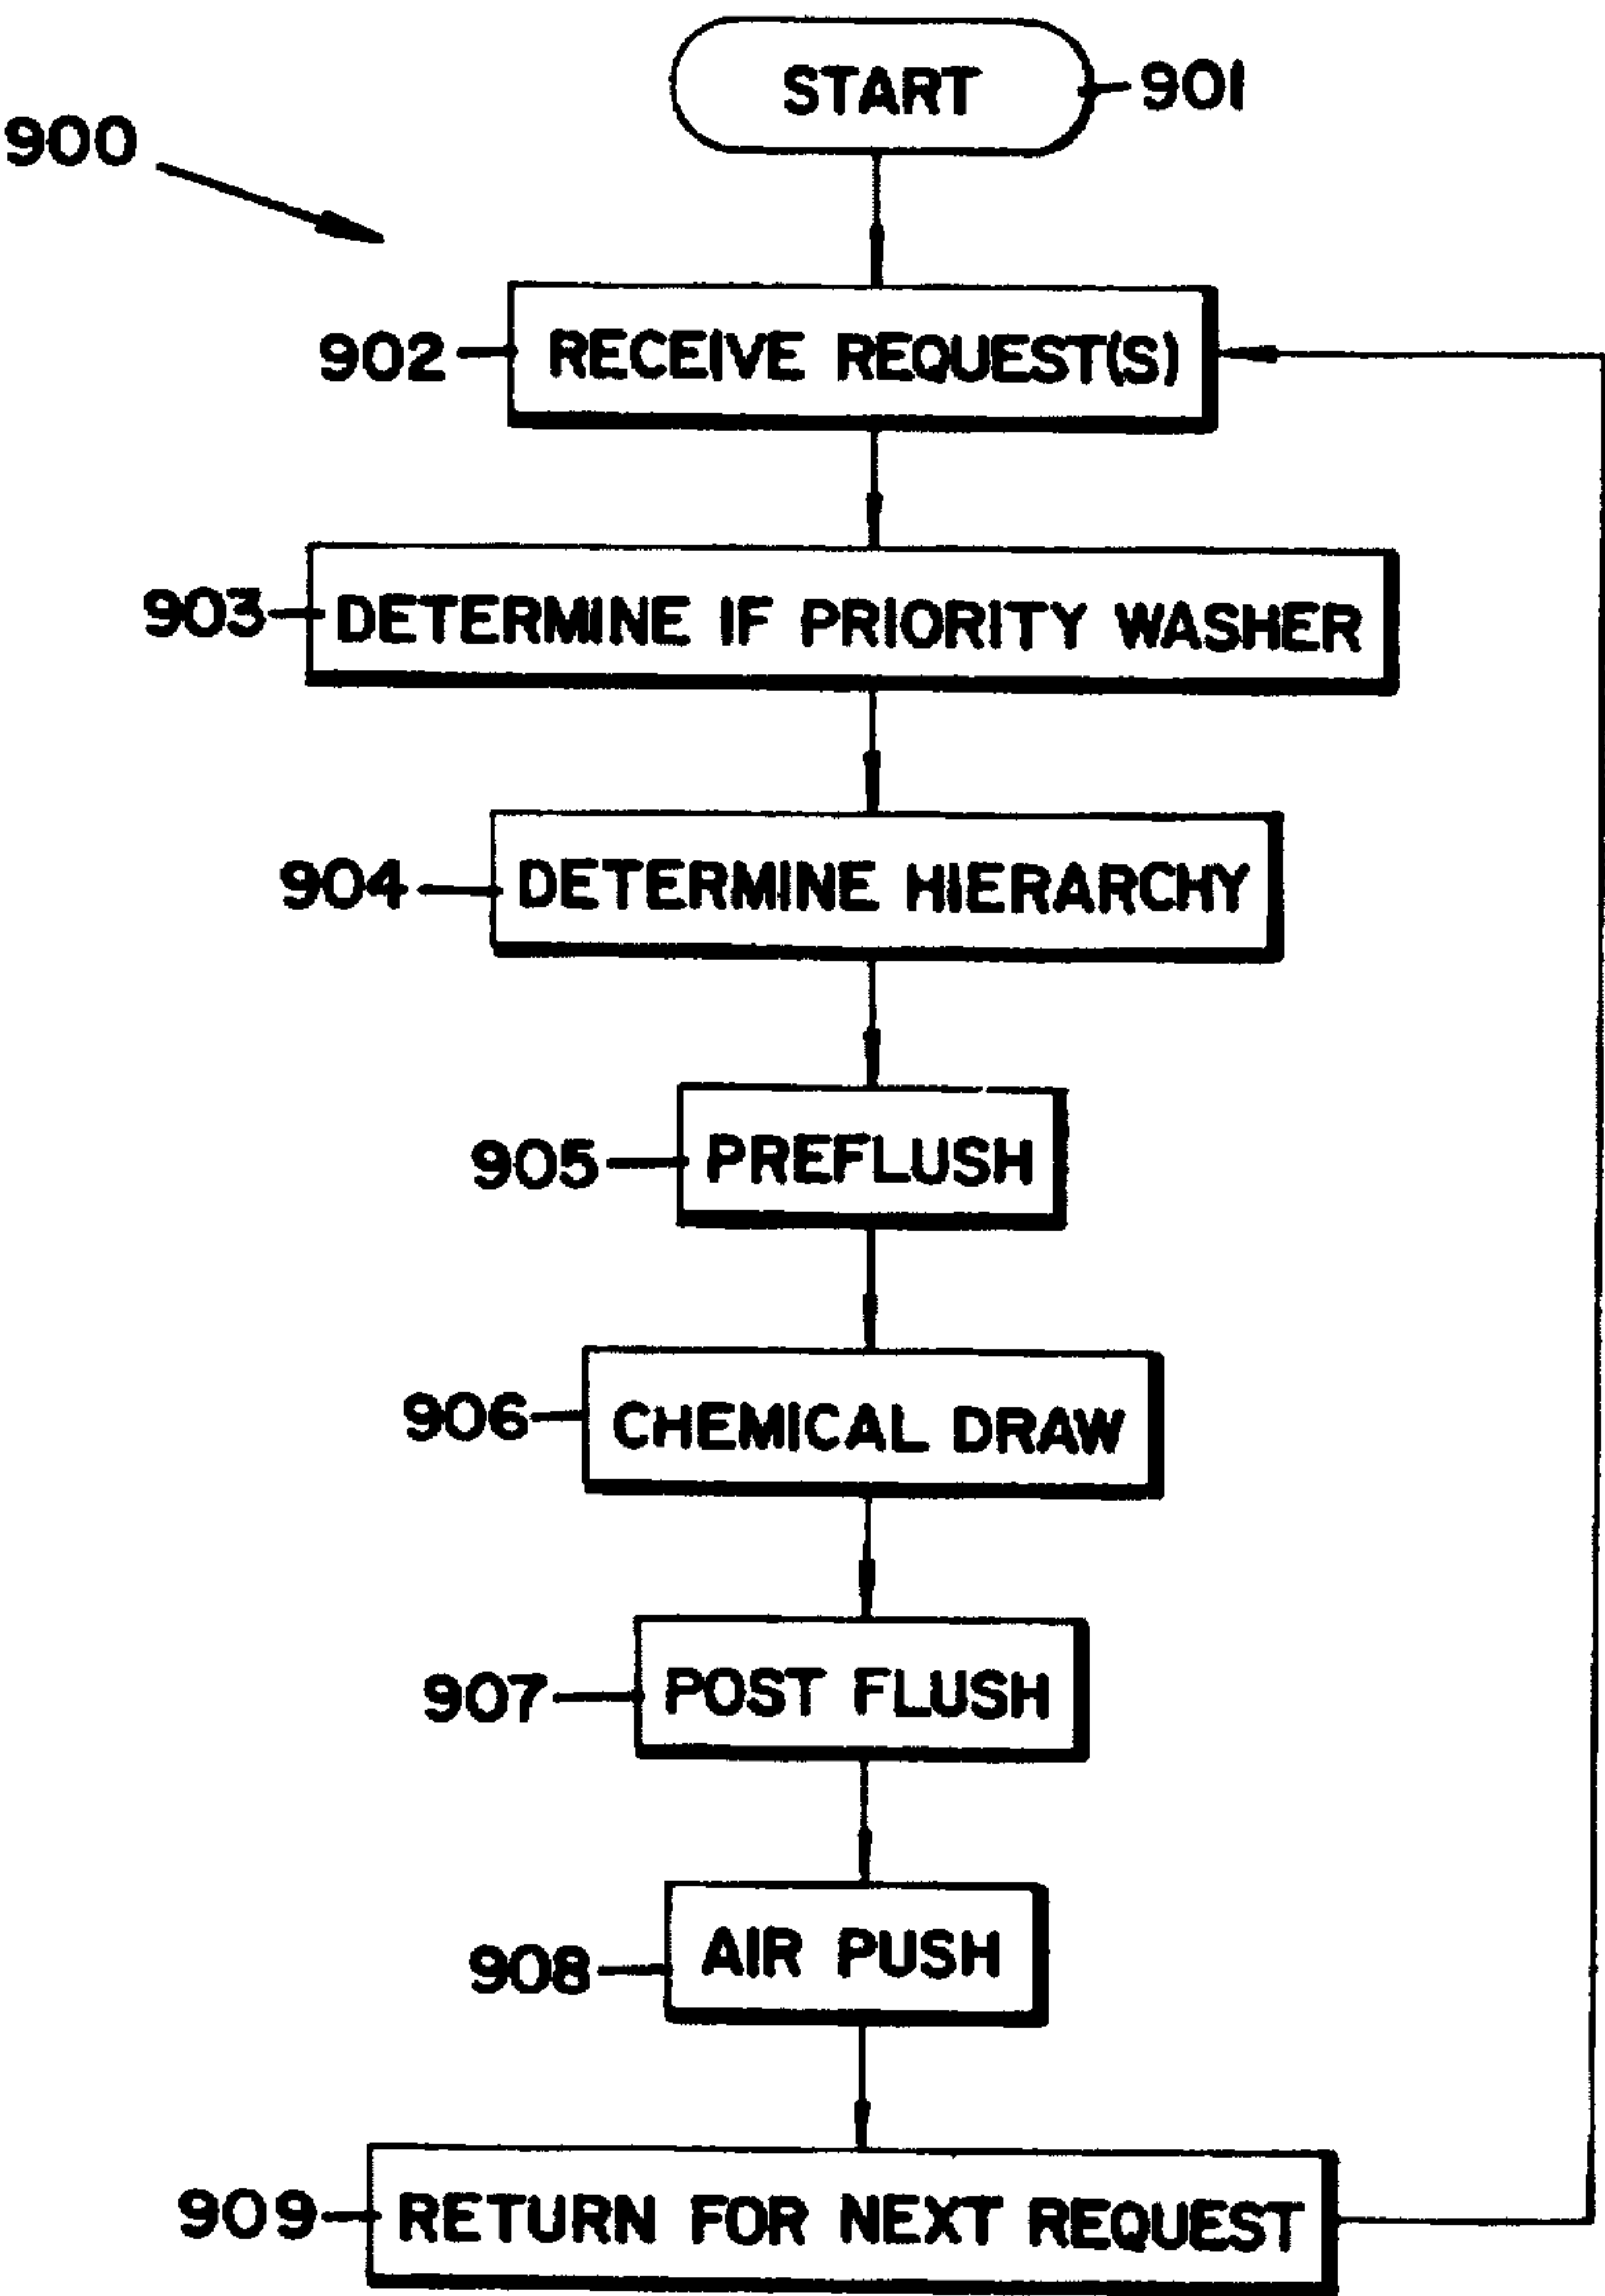 START
901
900
902
RECEIVE REQUEST(S)
903
DETERMINE IF PRIORITY WASHER
904
DETERMINE HIERARCHY
905
PREFLUSH
906
CHEMICAL DRAW
907
POST FLUSH
908
AIR PUSH
909
RETURN FOR NEXT REQUEST